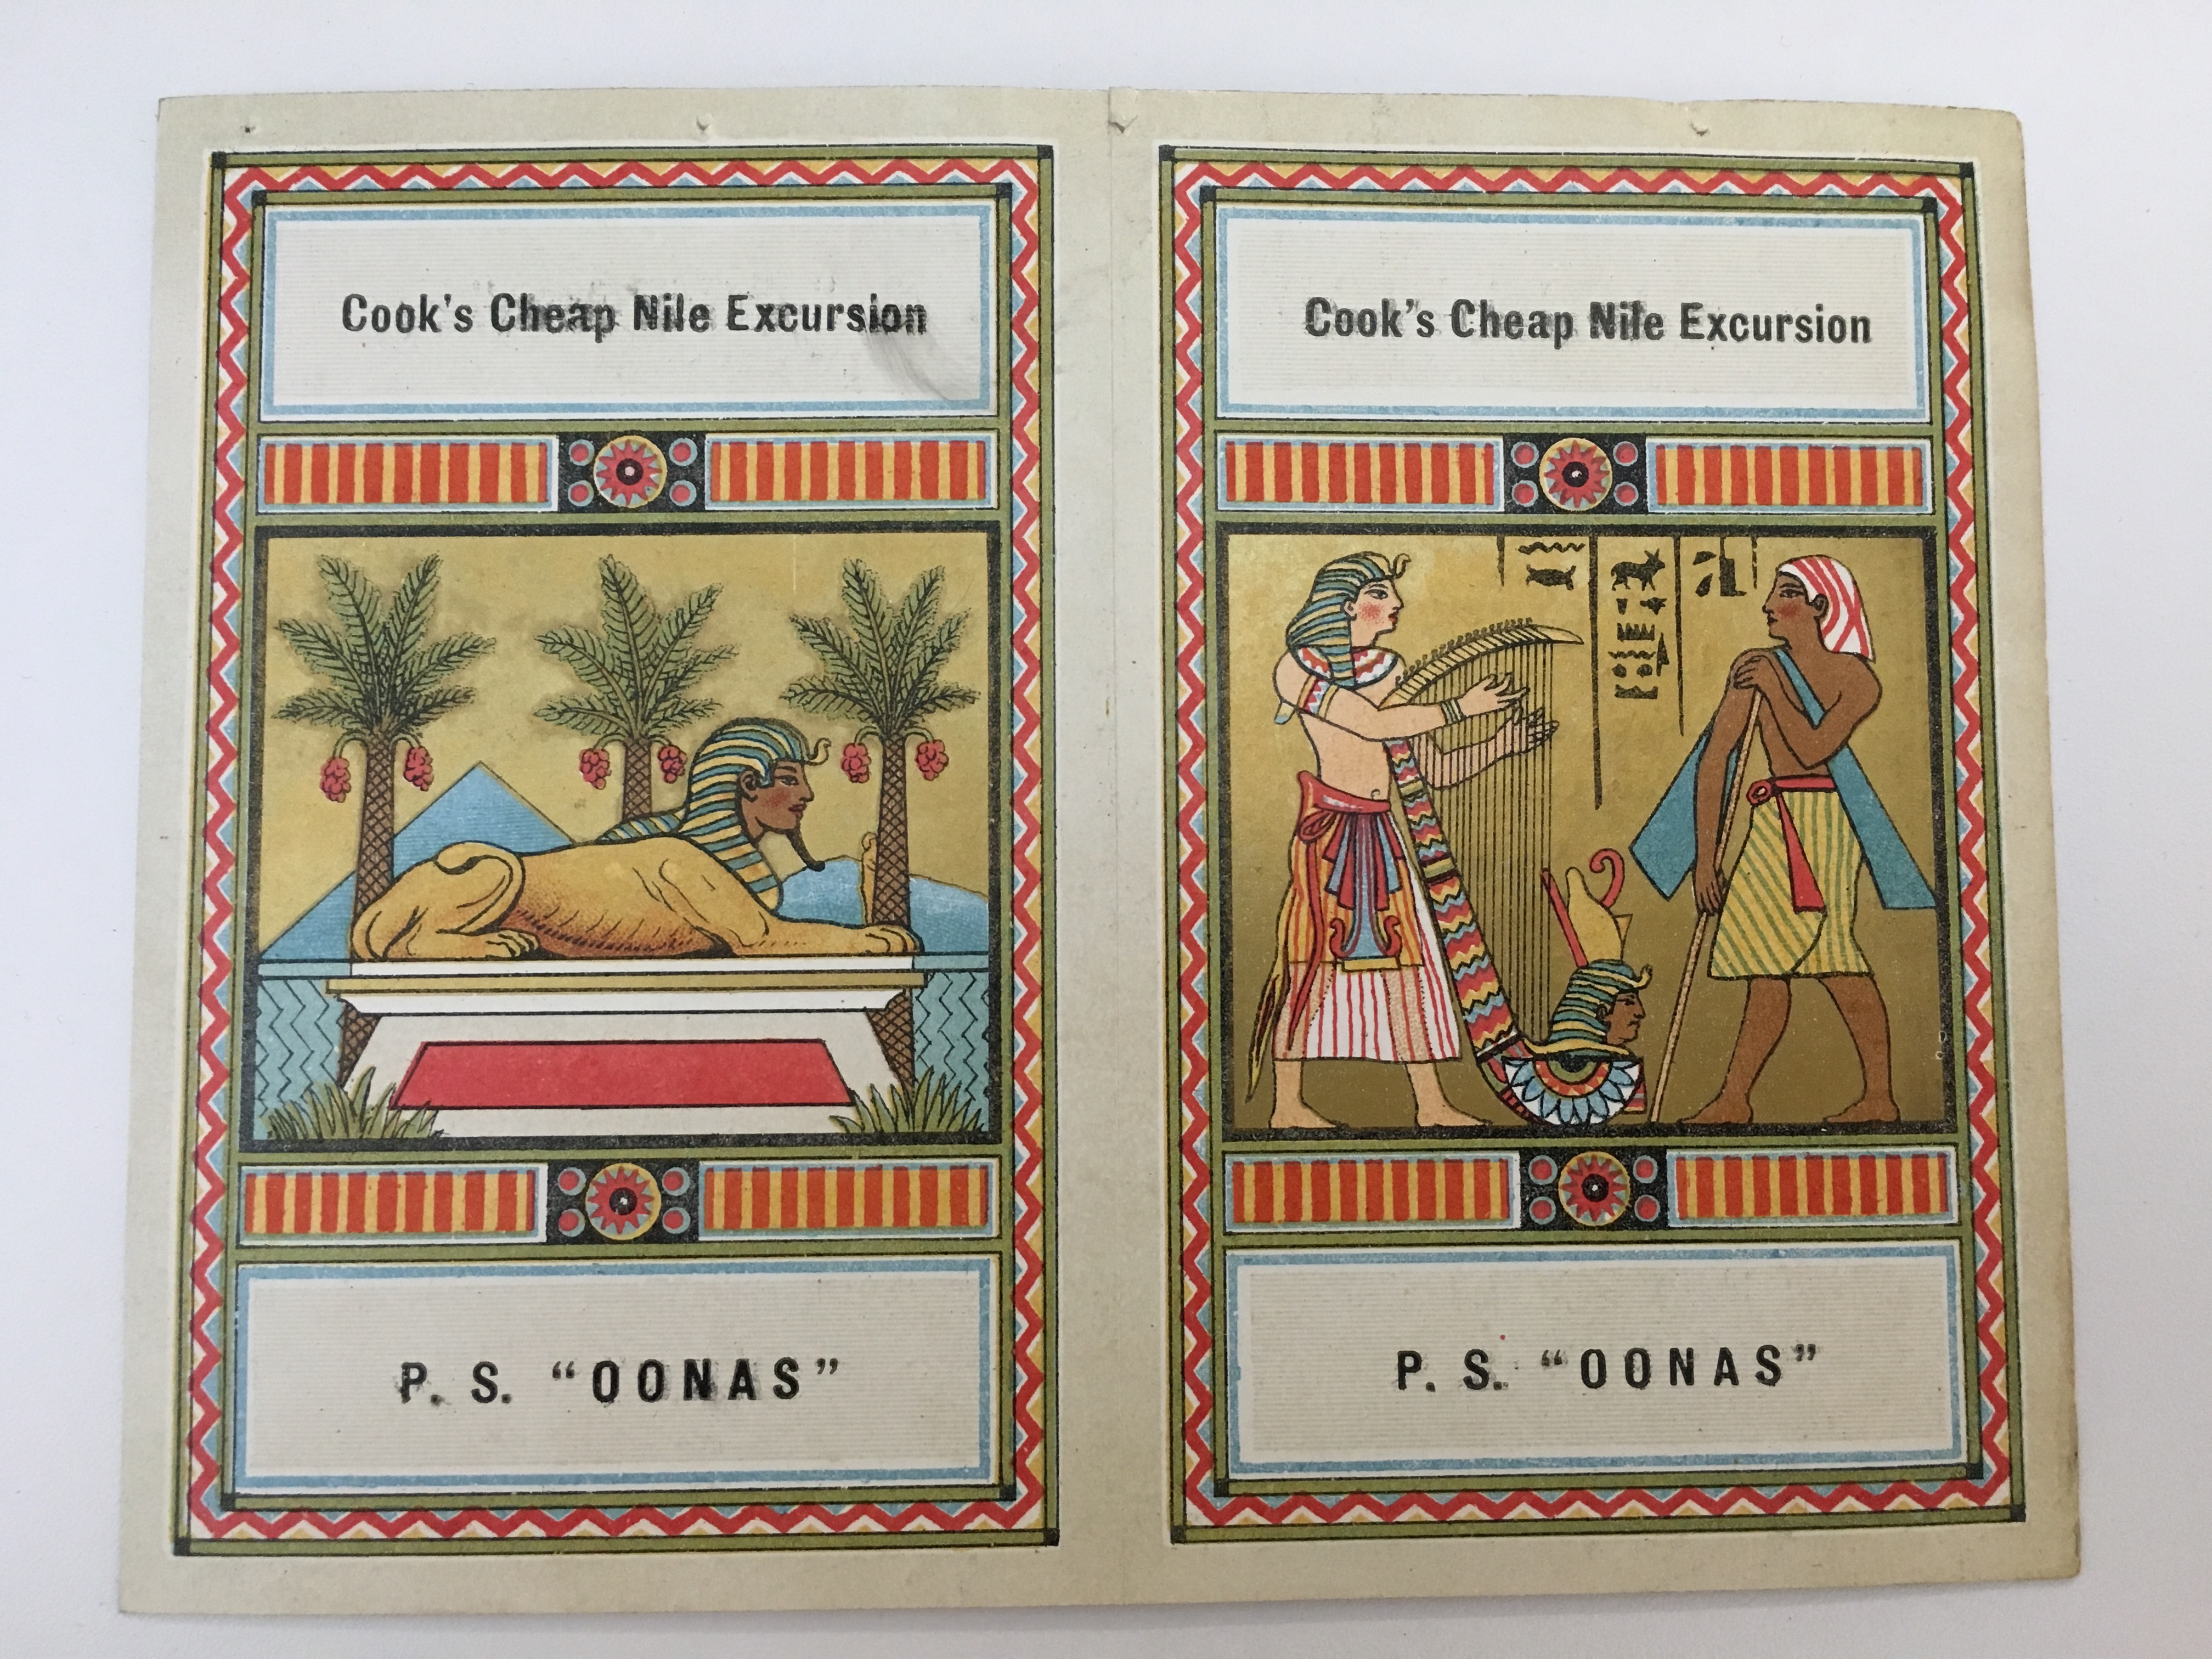 Cook's Cheap Nile Excursion
P. S. “OONAS”
Cook’s Cheap Nile Excursion
P. S. “OONAS”